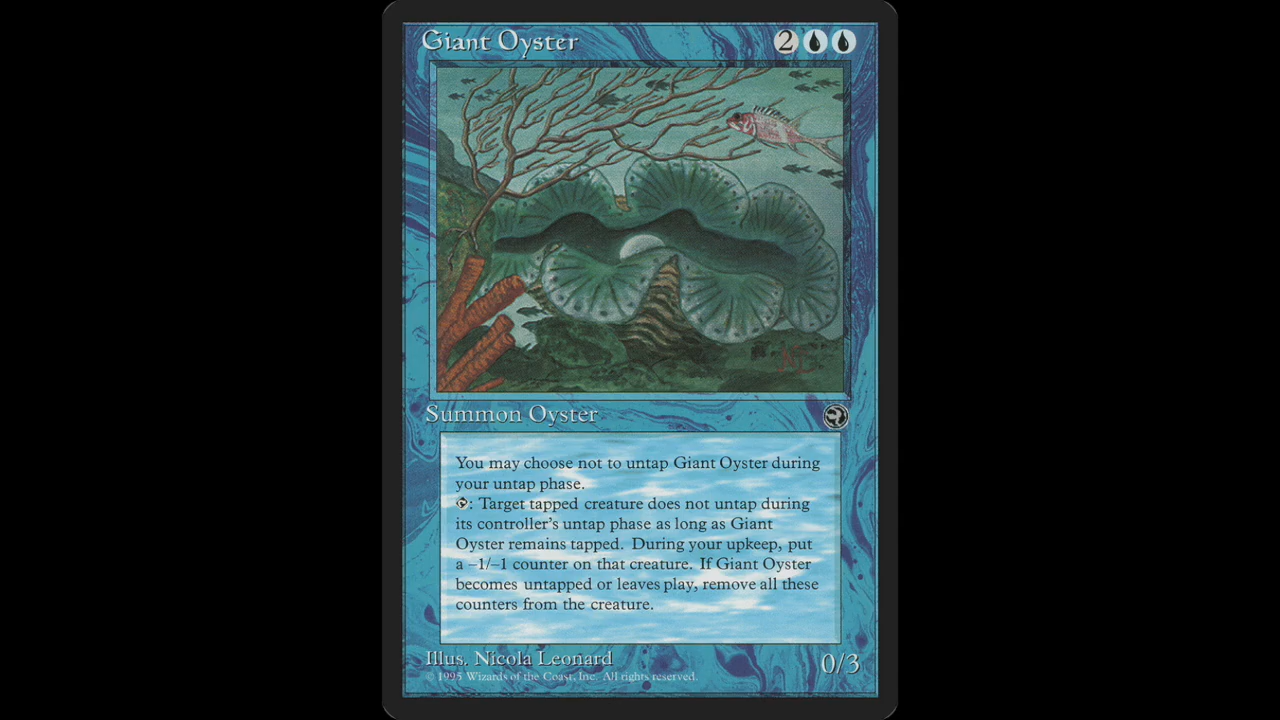 Giant Oyster 2
Summon Oyster
You may choose not to untap Giant Oyster during
your untap phase.
: Target tapped creature does not untap during
its controller's untap phase as long as Giant
Oyster remains tapped. During your upkeep, put
a –1/–1 counter on that creature. If Giant Oyster
becomes untapped or leaves play, remove all these
counters from the creature.
Illus. Nicola Leonard
0/3
© 1995 Wizards of the Coast, Inc. All rights reserved.